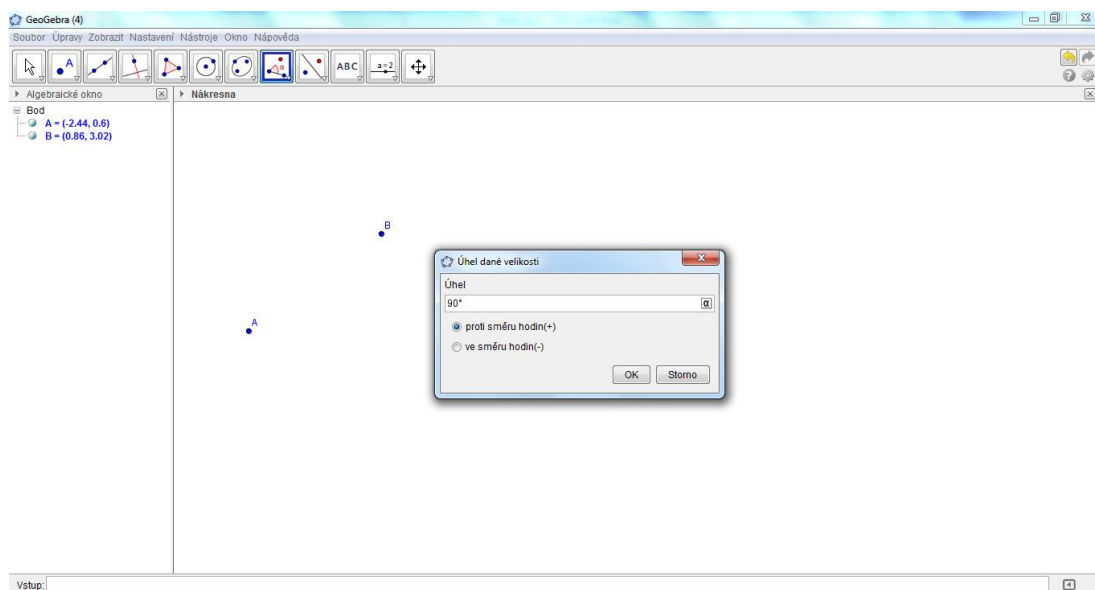 GeoGebra (4)
Soubor Úpravy Zobrazit Nastavení Nástroje Okno Nápověda
A
α
ABC
a=2
Algebraické okno
Nákresna
Bod
A = (-2.44, 0.6)
B = (0.86, 3.02)
B
A
Úhel dané velikosti
Úhel
90°
α
proti směru hodin(+)
ve směru hodin(-)
OK
Storno
Vstup: